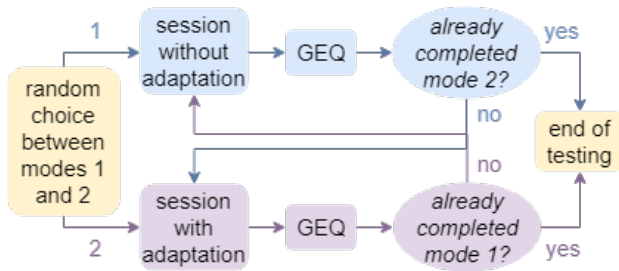 1
session
without
adaptation
GEQ
already
completed
mode 2?
yes
random
choice
between
modes 1
and 2
no
no
end of
testing
2
session
with
adaptation
GEQ
already
completed
mode 1?
yes